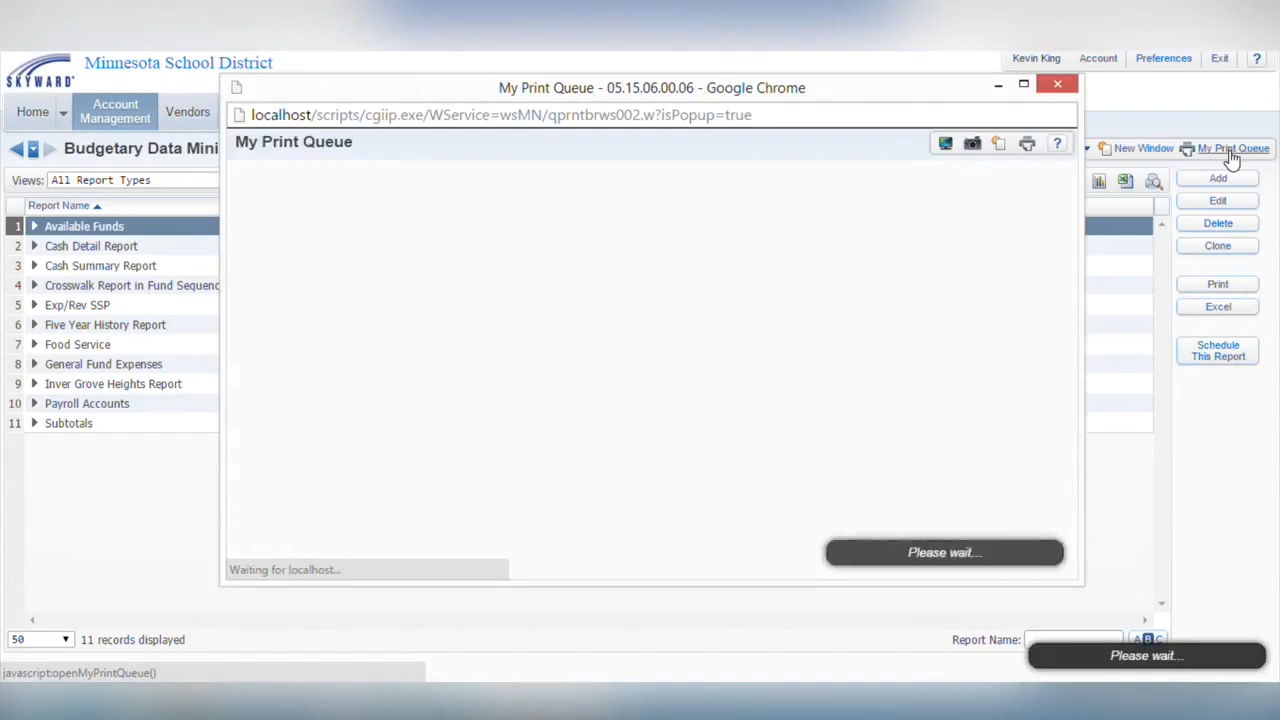 SKYWARD
Minnesota School District
Kevin King Account Preferences Exit ?
Home Account Management Vendors
My Print Queue - 05.15.06.00.06 - Google Chrome
localhost/scripts/cgiip.exe/WService=wsMN/qprntbrws002.w?isPopup=true
My Print Queue ?
Budgetary Data Mini
New Window My Print Queue
Views: All Report Types
Report Name
1 Available Funds
2 Cash Detail Report
3 Cash Summary Report
4 Crosswalk Report in Fund Sequenc
5 Exp/Rev SSP
6 Five Year History Report
7 Food Service
8 General Fund Expenses
9 Inver Grove Heights Report
10 Payroll Accounts
11 Subtotals
Add
Edit
Delete
Clone
Print
Excel
Schedule
This Report
Please wait...
Waiting for localhost...
50 11 records displayed
Report Name: ABC
Please wait...
javascript:openMyPrintQueue()